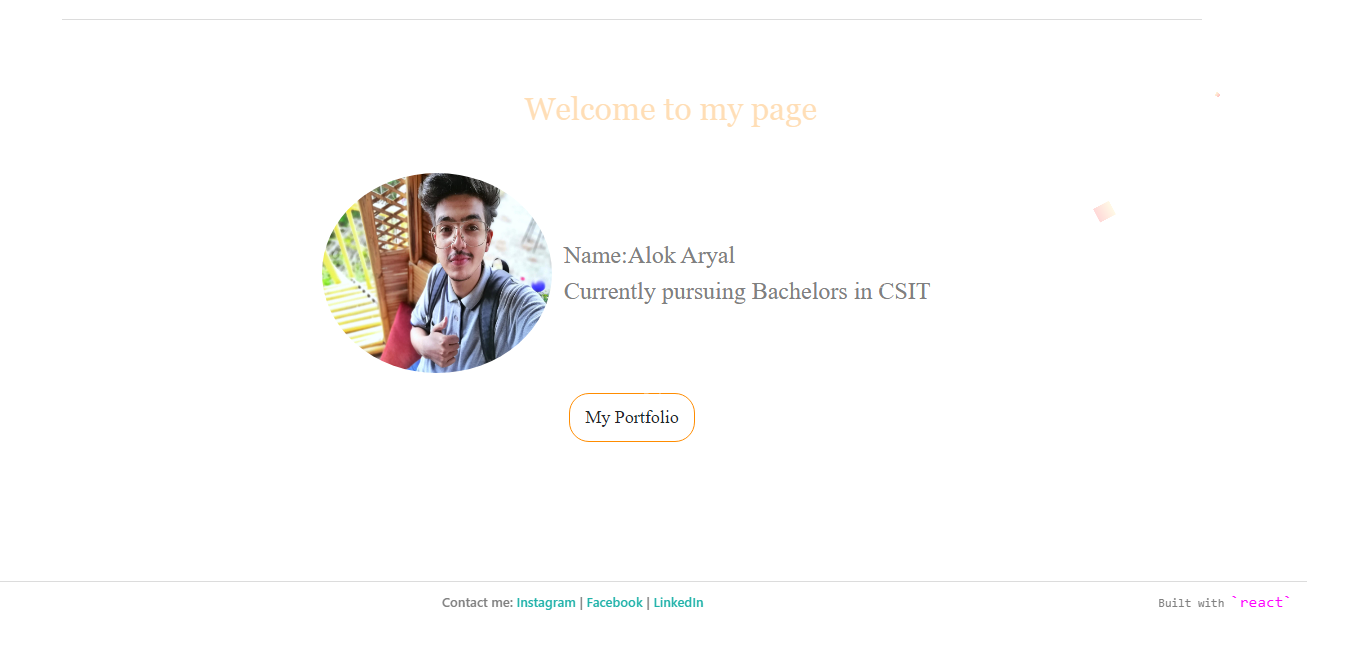 Welcome to my page
Name:Alok Aryal
Currently pursuing Bachelors in CSIT
My Portfolio
Contact me: Instagram | Facebook | LinkedIn
Built with `react`